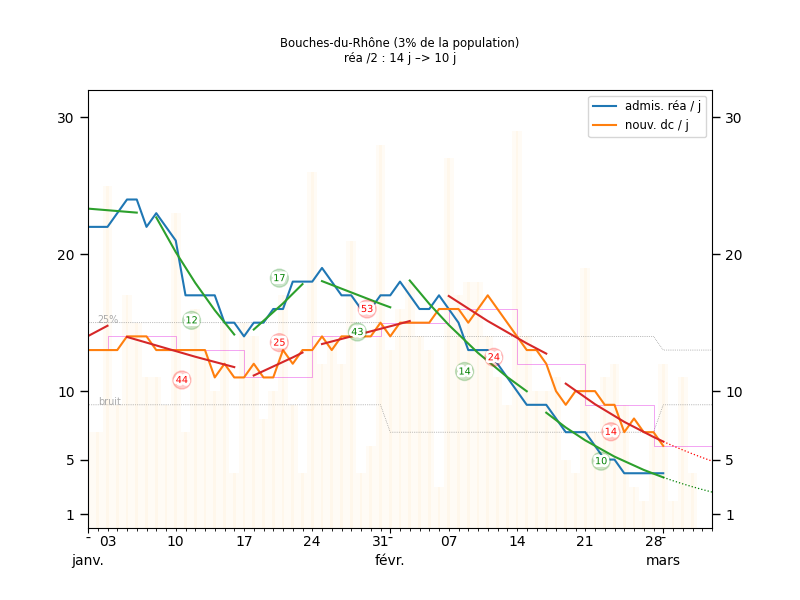 Bouches-du-Rhône (3% de la population)
réa /2 : 14 j –> 10 j
admis. réa / j
nouv. dc / j
30 30
20 20
17
53
25%
12
43
25
24
14
44
10 10
bruit
14
10
5 5
1 1
- 03 10 17 24 31- 07 14 21 28-
janv. févr. mars